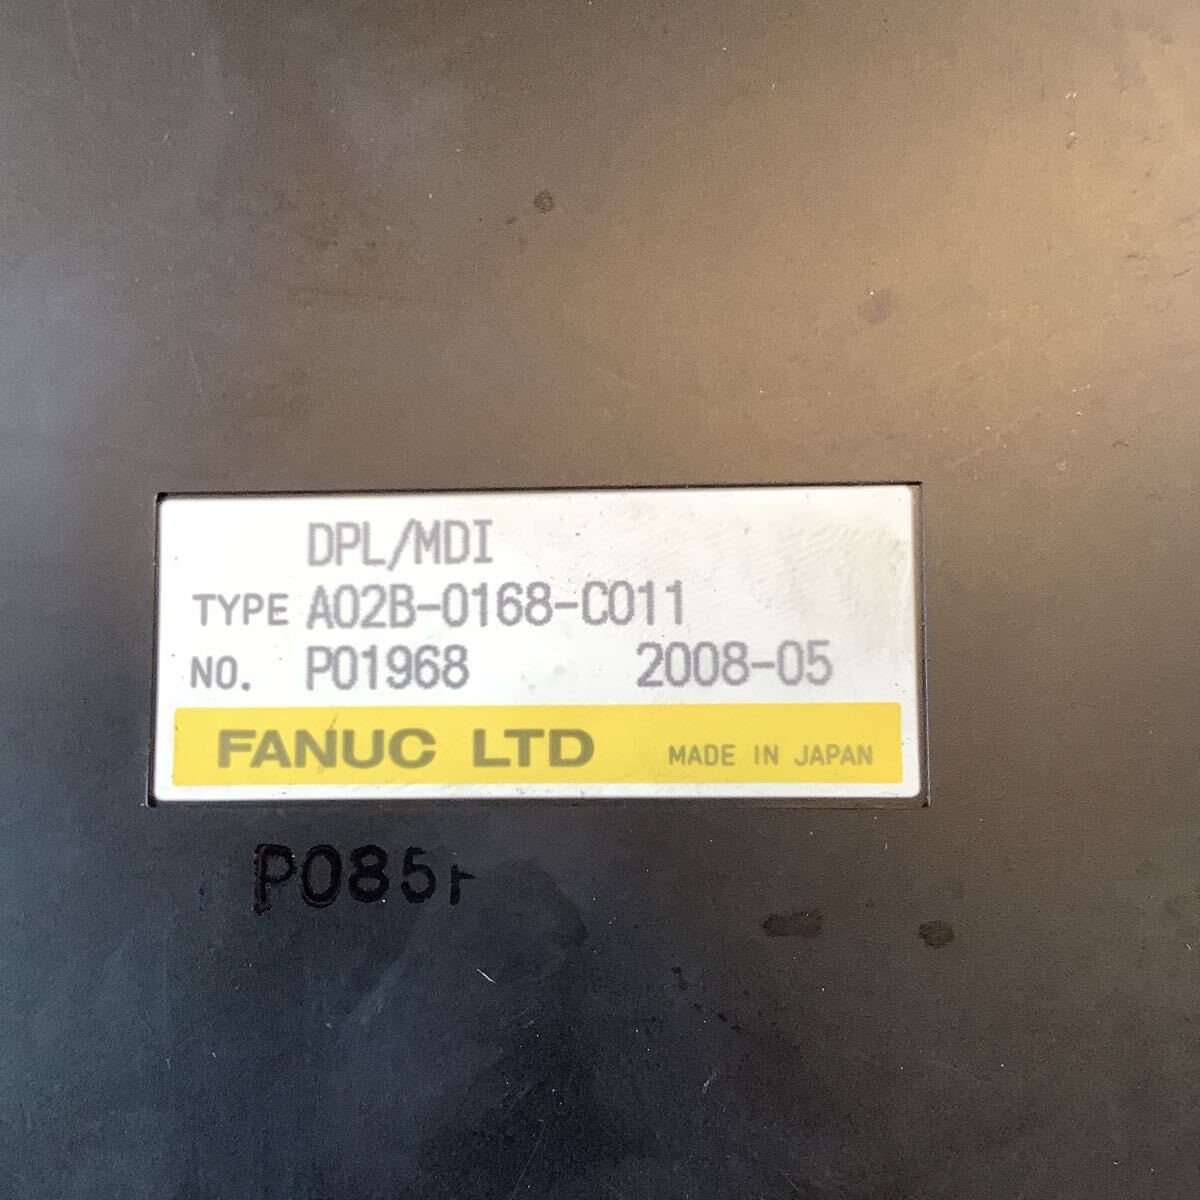 DPL/MDI
TYPE A02B-0168-C011
NO. P01968 2008-05
FANUC LTD MADE IN JAPAN